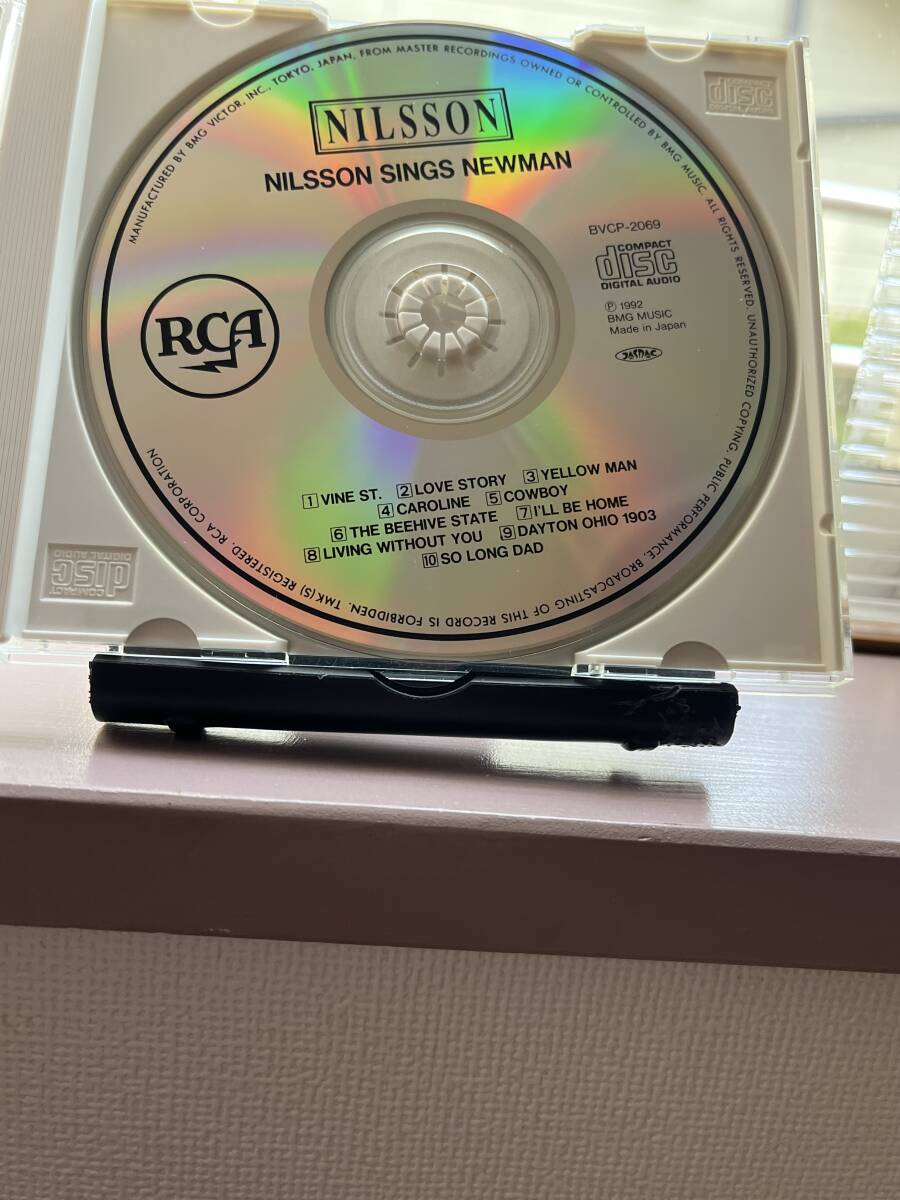 MANUFACTURED BY BMG VICTOR, INC., TOKYO, JAPAN, FROM MASTER RECORDINGS OWNED OR CONTROLLED BY BMG MUSIC. ALL RIGHTS RESERVED. UNAUTHORIZED COPYING, PUBLIC PERFORMANCE, BROADCASTING OF THIS RECORD IS FORBIDDEN. TMK(S) REGISTERED. RCA CORPORATION
NILSSON
NILSSON SINGS NEWMAN
BVCP-2069
COMPACT
disc
DIGITAL AUDIO
℗ 1992
BMG MUSIC
Made in Japan
JASRAC
RCA
1 VINE ST. 2 LOVE STORY 3 YELLOW MAN
4 CAROLINE 5 COWBOY
6 THE BEEHIVE STATE 7 I'LL BE HOME
8 LIVING WITHOUT YOU 9 DAYTON OHIO 1903
10 SO LONG DAD
COMPACT
disc
DIGITAL AUDIO
COMPACT
disc
DIGITAL AUDIO